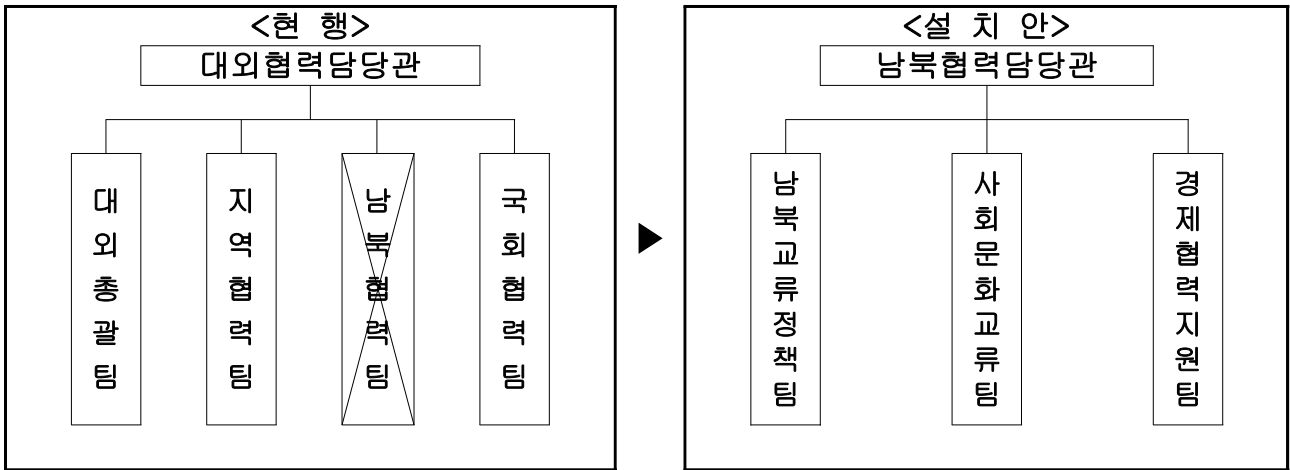 <현 행>
대외협력담당관
대외총괄팀
지역협력팀
남북협력팀
국회협력팀
<설 치 안>
남북협력담당관
남북교류정책팀
사회문화교류팀
경제협력지원팀